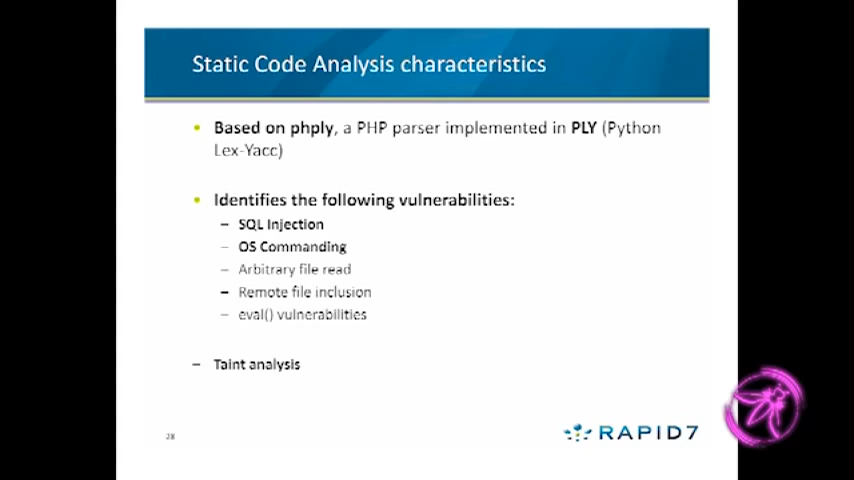 Static Code Analysis characteristics
• Based on phply, a PHP parser implemented in PLY (Python
Lex-Yacc)
• Identifies the following vulnerabilities:
– SQL Injection
– OS Commanding
– Arbitrary file read
– Remote file inclusion
– eval() vulnerabilities
– Taint analysis
28
RAPID7